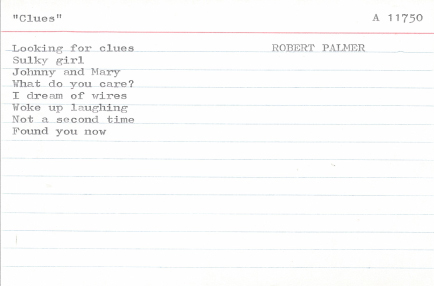 "Clues" A 11750
Looking for clues ROBERT PALMER
Sulky girl
Johnny and Mary
What do you care?
I dream of wires
Woke up laughing
Not a second time
Found you now